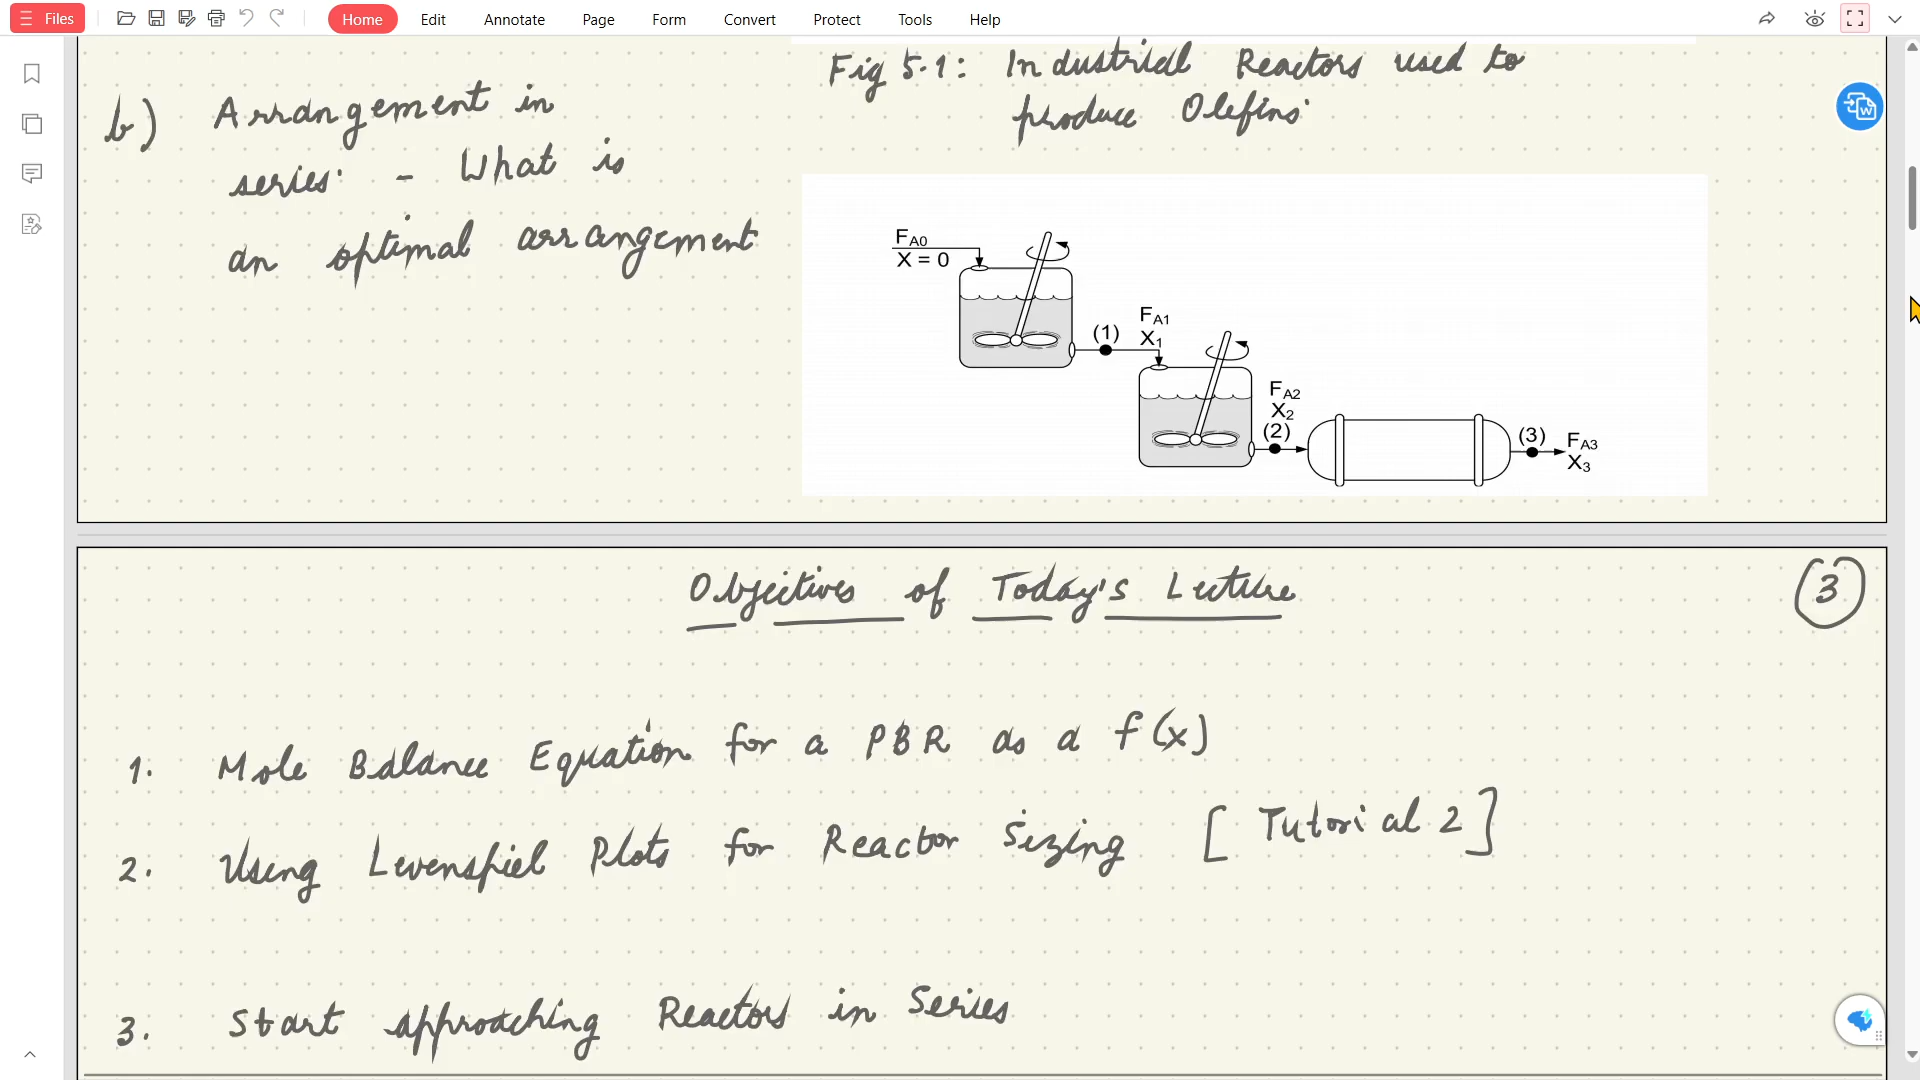 Files Home Edit Annotate Page Form Convert Protect Tools Help
Fig 5.1: Industrial Reactors used to
produce Olefins
b) Arrangement in
series - What is
an optimal arrangement
FA0
X = 0
(1)
FA1
X1
FA2
X2
(2)
(3)
FA3
X3
Objectives of Today's Lecture
3
1. Mole Balance Equation for a PBR as a f(x)
2. Using Levenspiel Plots for Reactor Sizing [Tutorial 2]
3. Start approaching Reactors in Series